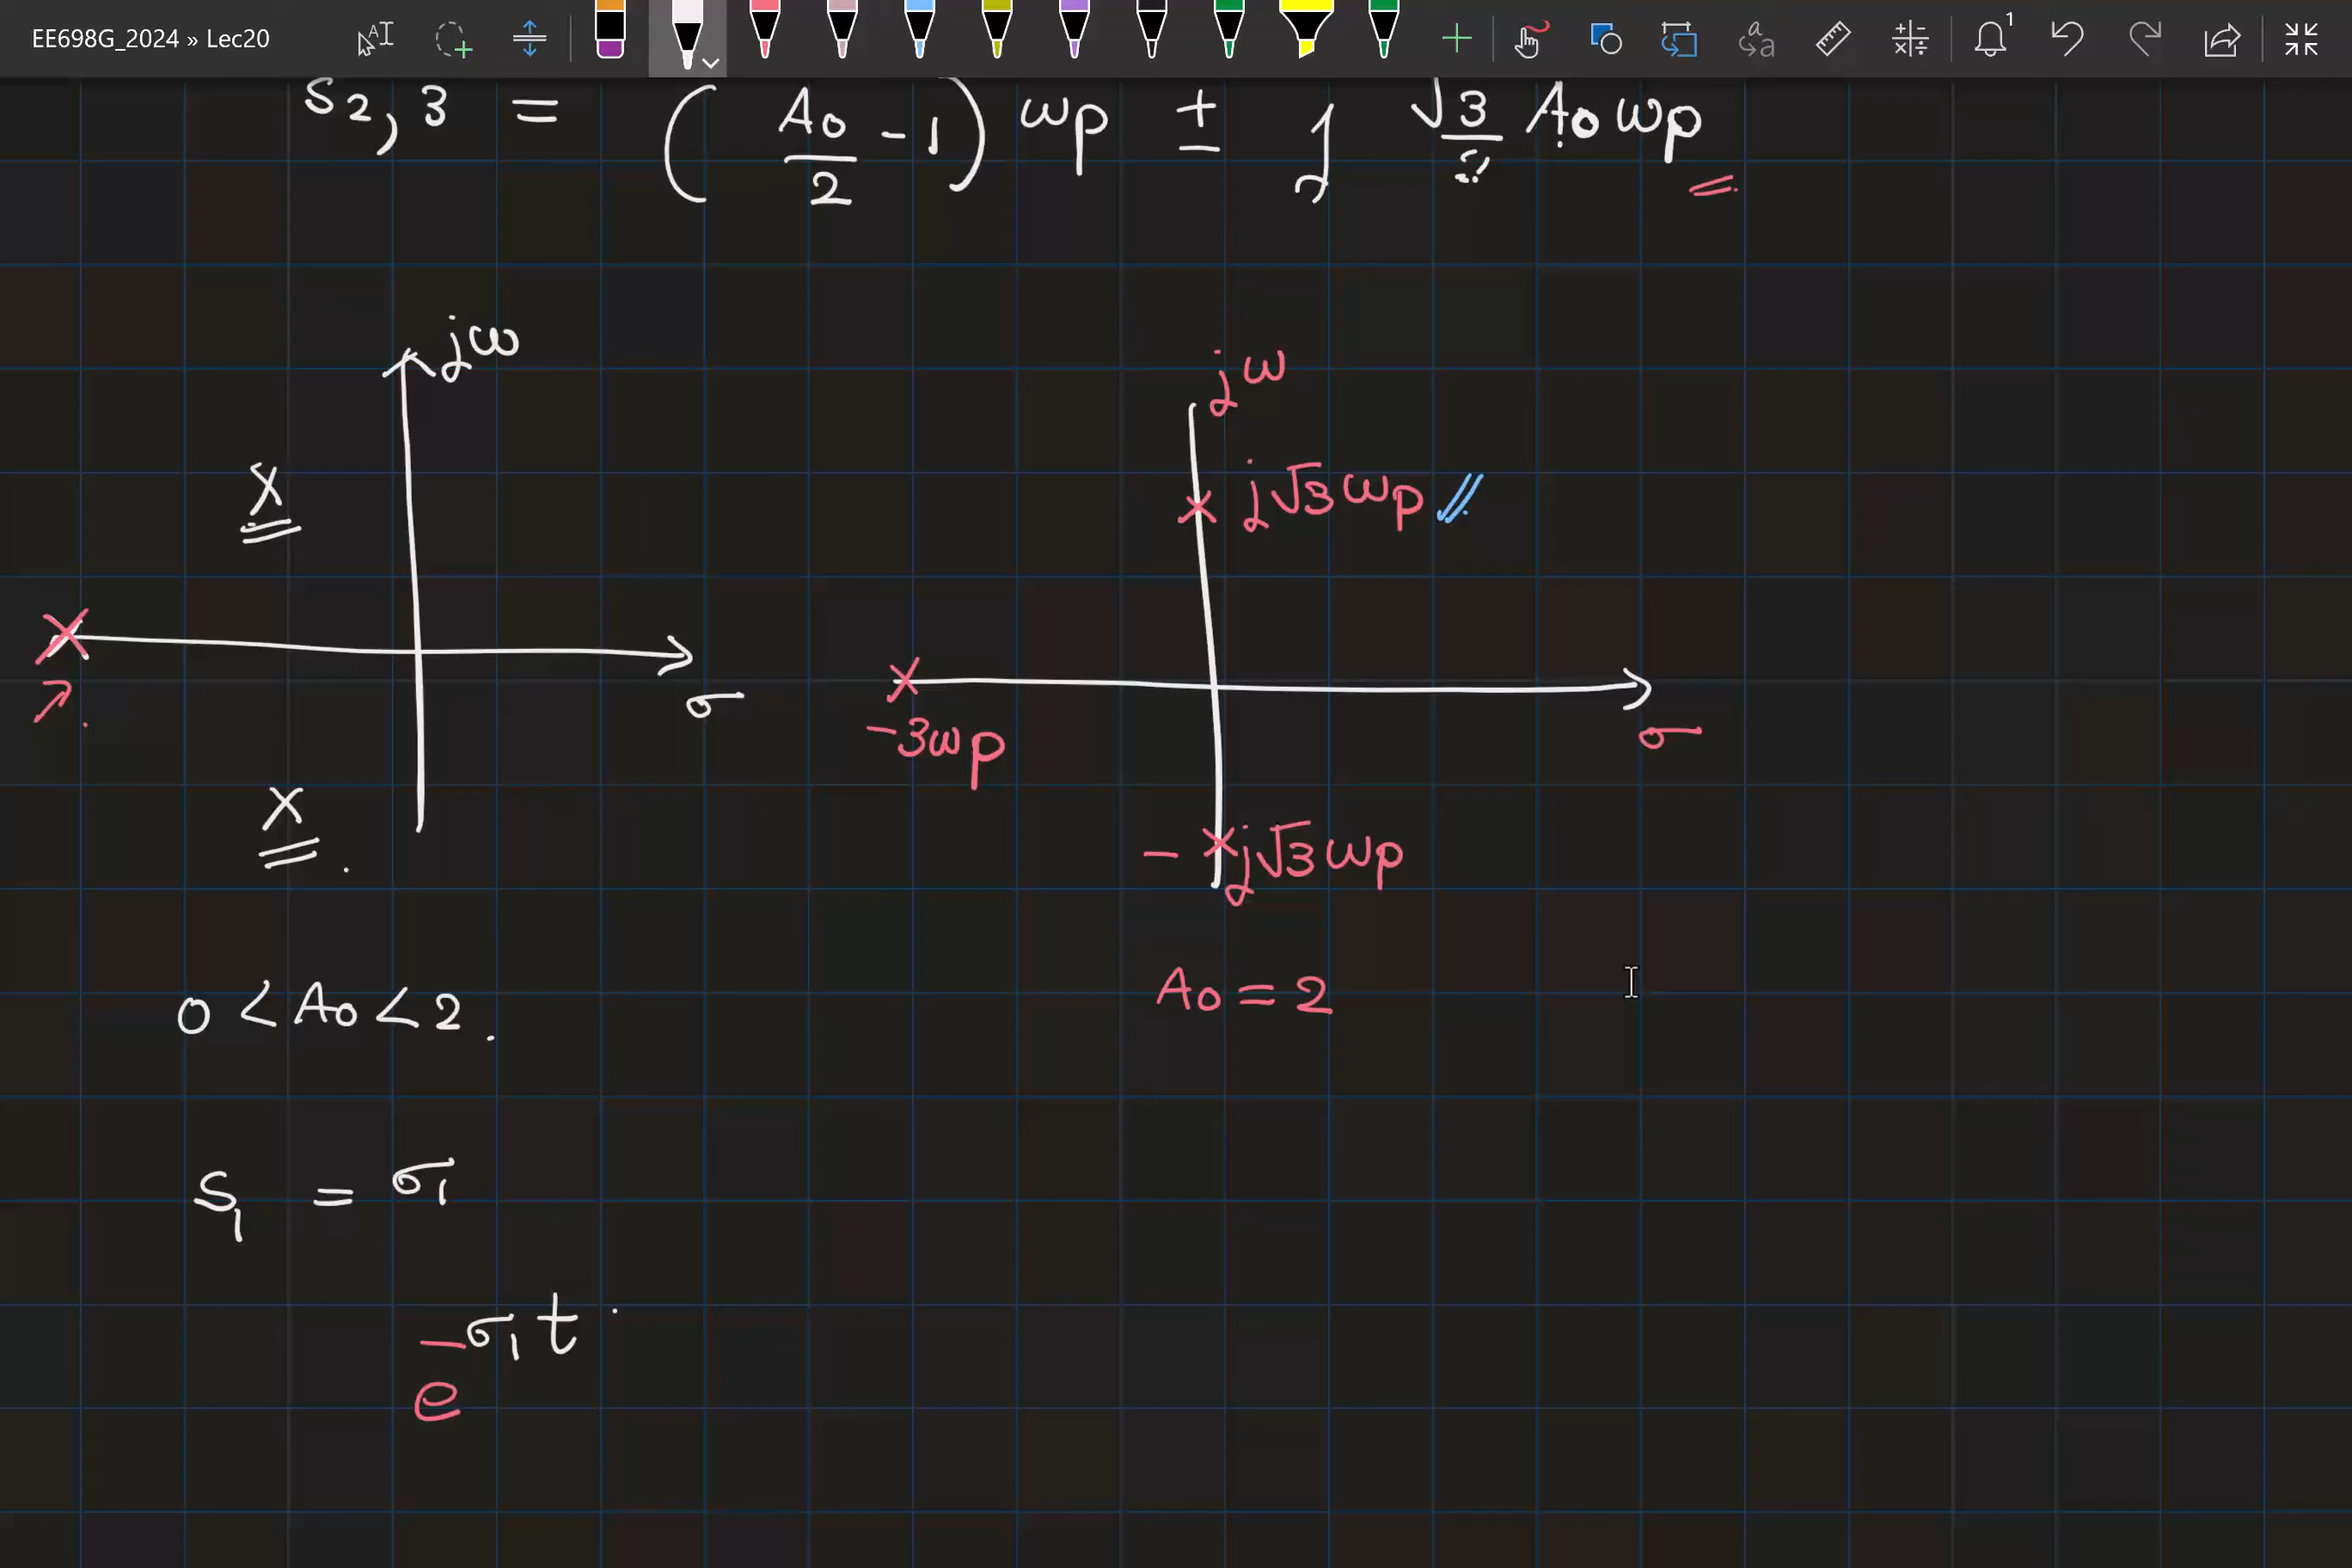 EE698G_2024 » Lec20
s2,3 = (A0/2 - 1) ωp ± j √3/2 A0 ωp
jω
jω
X
x j√3 ωp
X
σ
x
-3ωp
σ
X
- x j√3 ωp
0 < A0 < 2.
A0 = 2
S1 = σ1
e^-σ1t